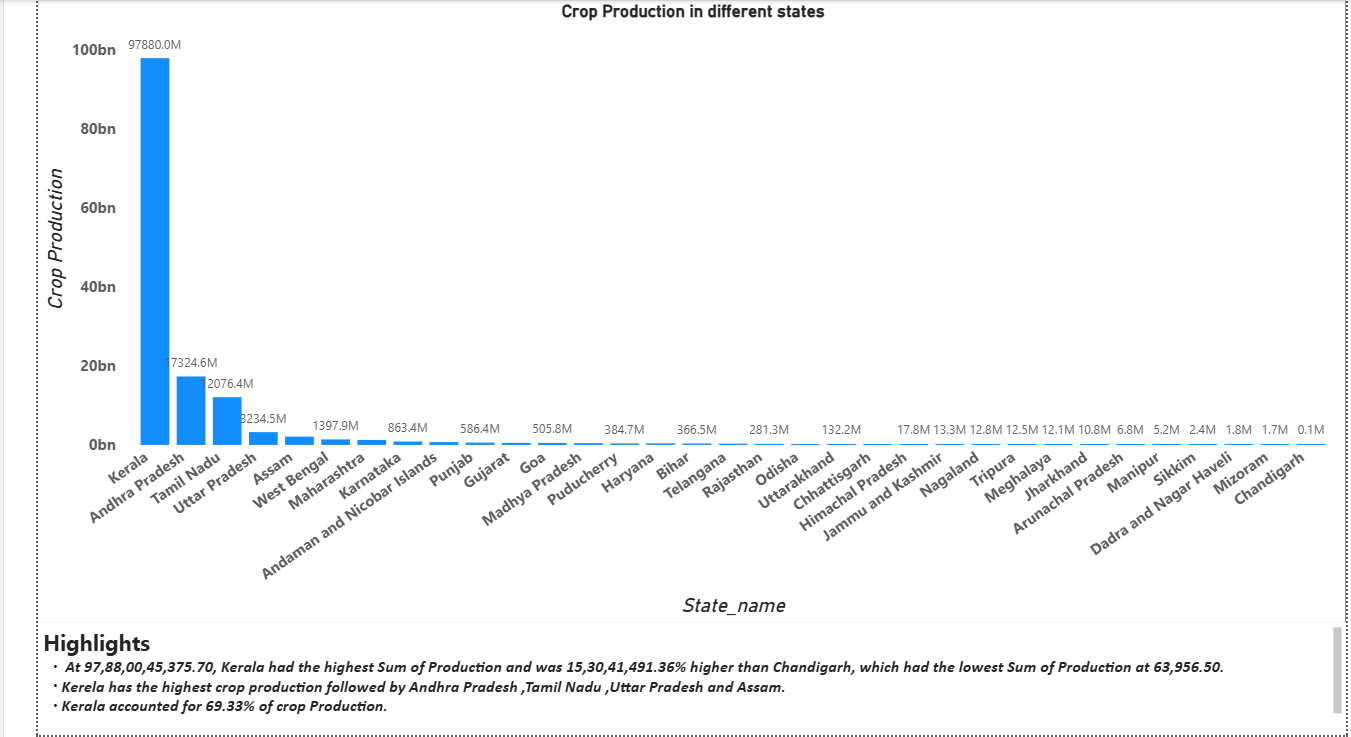 Crop Production in different states
100bn
97880.0M
80bn
60bn
40bn
20bn
0bn
Crop Production
17324.6M
12076.4M
3234.5M
1397.9M
863.4M
586.4M
505.8M
384.7M
366.5M
281.3M
132.2M
17.8M
13.3M
12.8M
12.5M
12.1M
10.8M
6.8M
5.2M
2.4M
1.8M
1.7M
0.1M
Kerala
Andhra Pradesh
Tamil Nadu
Uttar Pradesh
Assam
West Bengal
Maharashtra
Karnataka
Andaman and Nicobar Islands
Punjab
Gujarat
Goa
Madhya Pradesh
Puducherry
Haryana
Bihar
Telangana
Rajasthan
Odisha
Uttarakhand
Chhattisgarh
Himachal Pradesh
Jammu and Kashmir
Nagaland
Tripura
Meghalaya
Jharkhand
Arunachal Pradesh
Manipur
Sikkim
Dadra and Nagar Haveli
Mizoram
Chandigarh
State_name
Highlights
· At 97,88,00,45,375.70, Kerala had the highest Sum of Production and was 15,30,41,491.36% higher than Chandigarh, which had the lowest Sum of Production at 63,956.50.
· Kerela has the highest crop production followed by Andhra Pradesh ,Tamil Nadu ,Uttar Pradesh and Assam.
· Kerala accounted for 69.33% of crop Production.